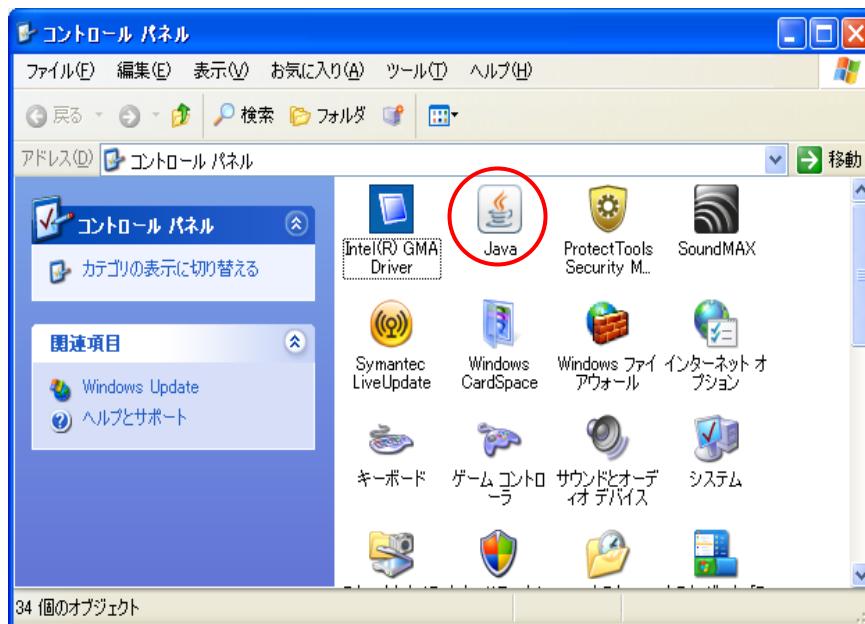 コントロール パネル
ファイル(F) 編集(E) 表示(V) お気に入り(A) ツール(T) ヘルプ(H)
戻る 検索 フォルダ
アドレス(D) コントロール パネル 移動
コントロール パネル
カテゴリの表示に切り替える
関連項目
Windows Update
ヘルプとサポート
Intel(R) GMA
Driver
Java
ProtectTools
Security M...
SoundMAX
Symantec
LiveUpdate
Windows
CardSpace
Windows ファイ
アウォール
インターネット オ
プション
キーボード
ゲーム コントロ
ーラ
サウンドとオーデ
ィオ デバイス
システム
34 個のオブジェクト